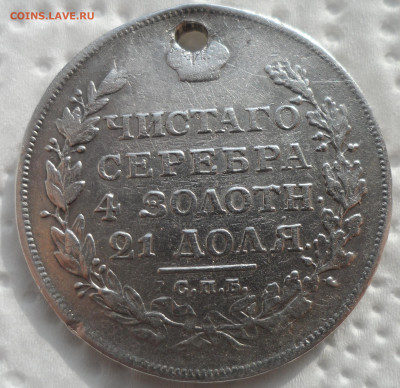 COINS.LAVE.RU
ЧИСТАГО
СЕРЕБРА
4 ЗОЛОТН.
21 ДОЛЯ.
С.П.Б.